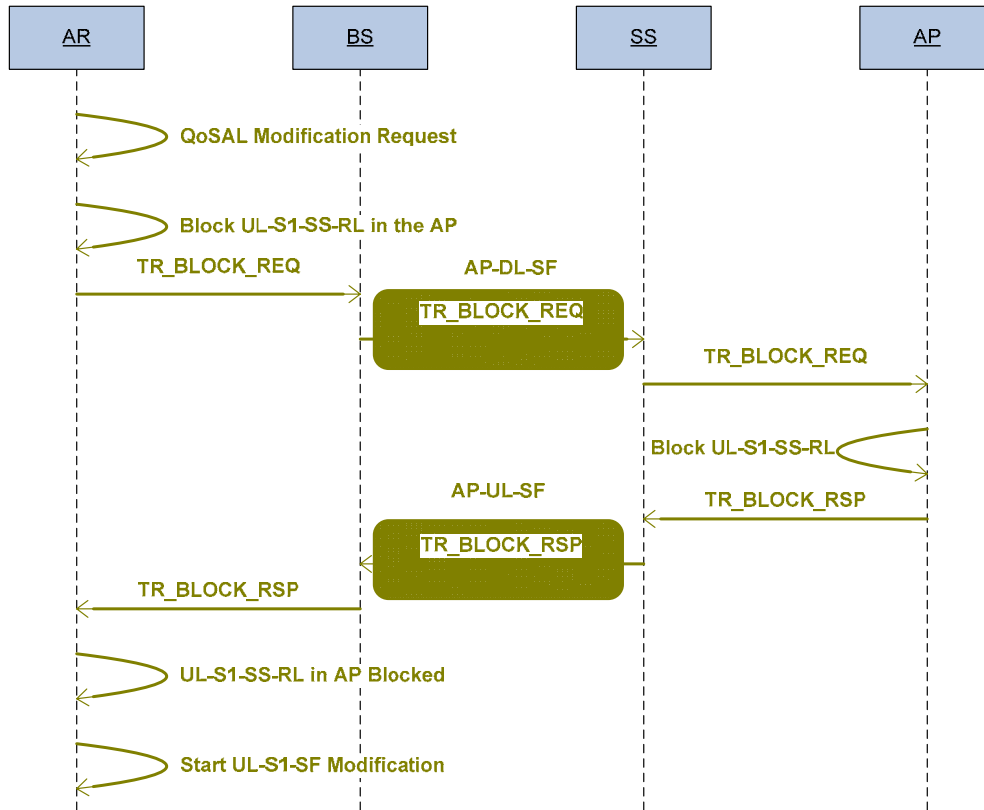 AR
BS
SS
AP
QoSAL Modification Request
Block UL-S1-SS-RL in the AP
TR_BLOCK_REQ
AP-DL-SF
TR_BLOCK_REQ
TR_BLOCK_REQ
Block UL-S1-SS-RL
AP-UL-SF
TR_BLOCK_RSP
TR_BLOCK_RSP
TR_BLOCK_RSP
UL-S1-SS-RL in AP Blocked
Start UL-S1-SF Modification